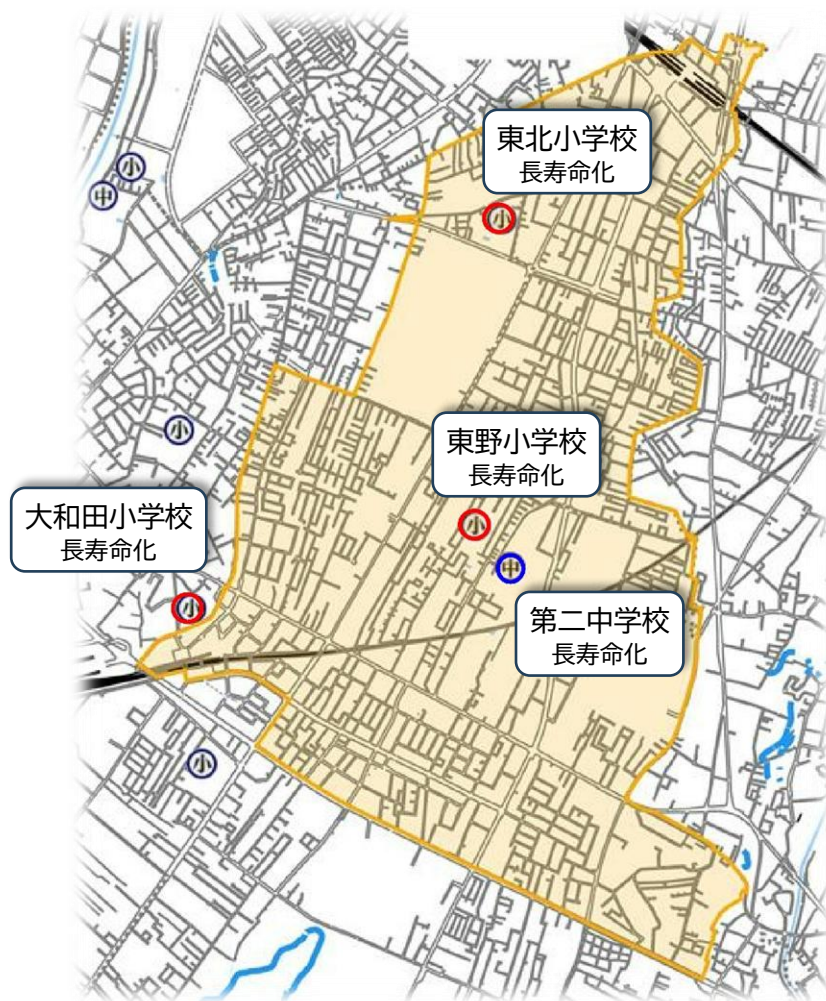 東北小学校
長寿命化
小
中
小
小
東野小学校
長寿命化
大和田小学校
長寿命化
小
中
小
第二中学校
長寿命化
小